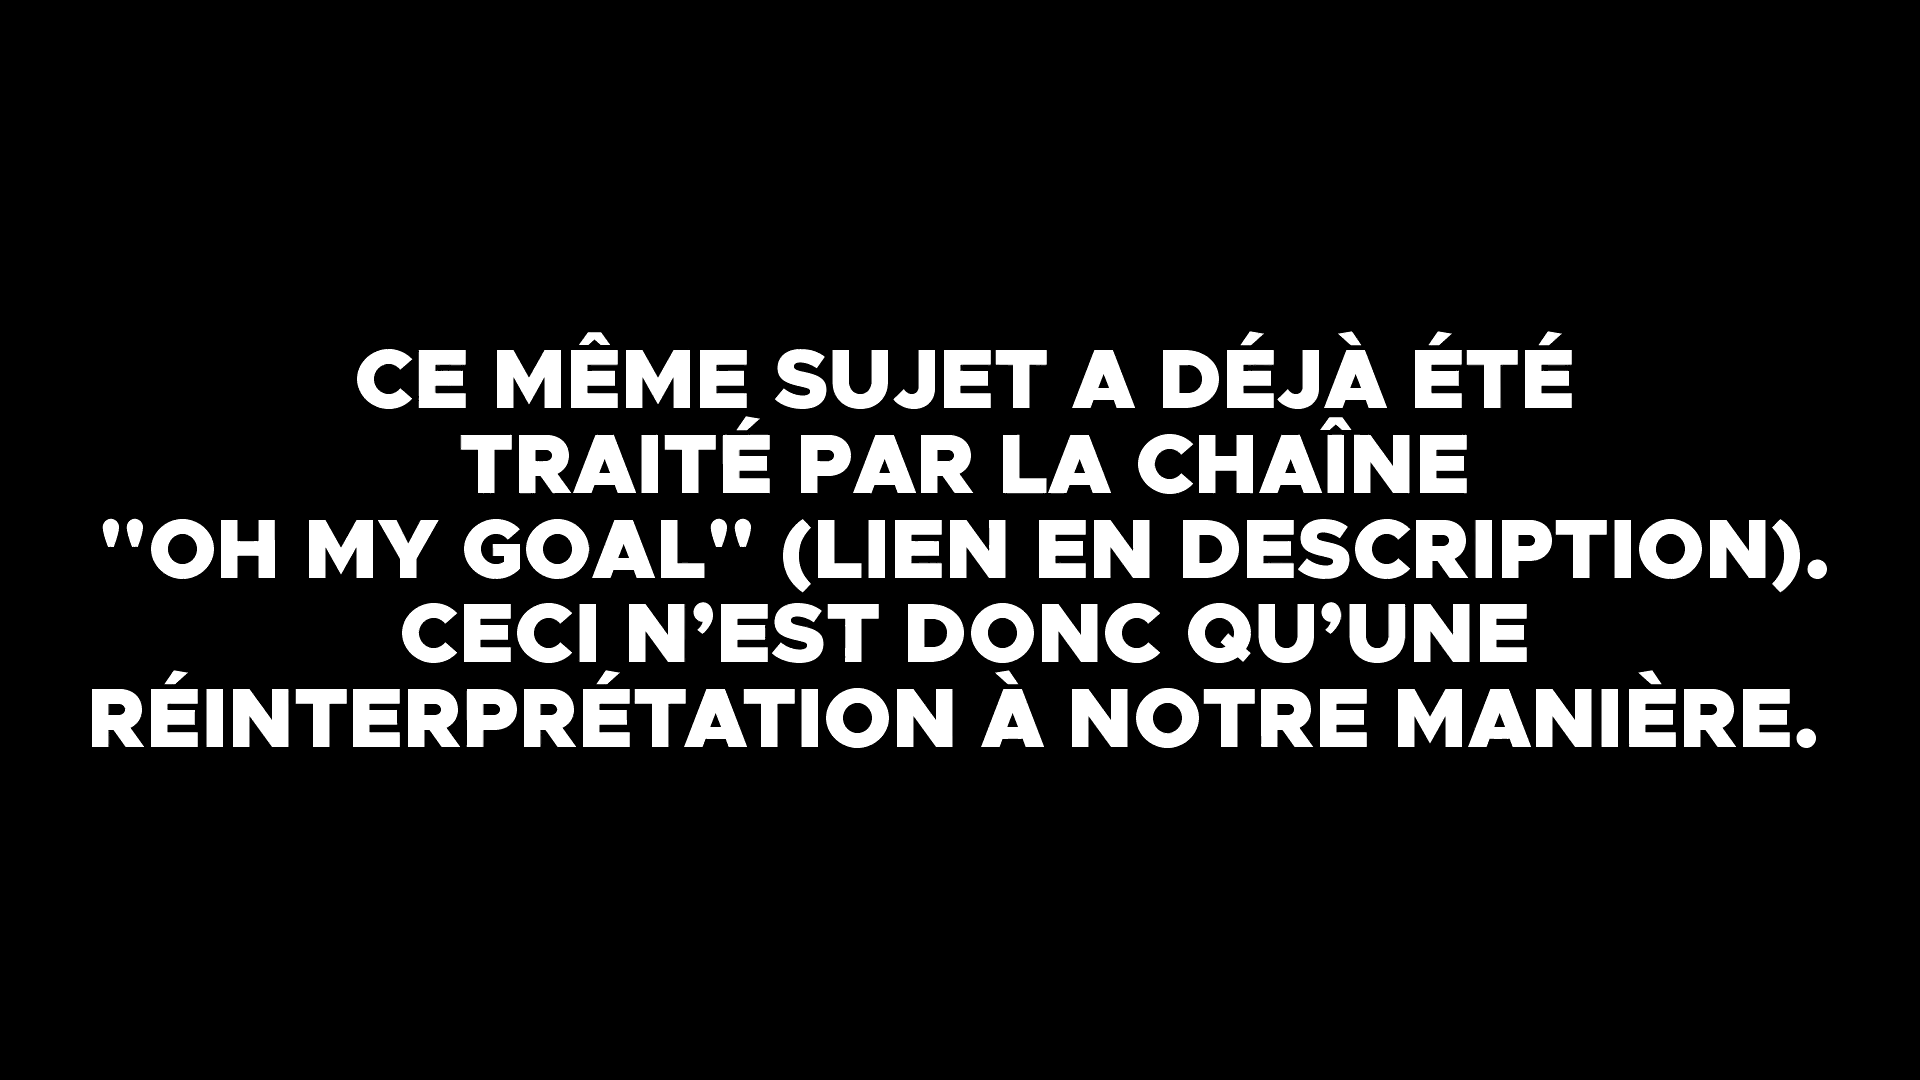 CE MÊME SUJET A DÉJÀ ÉTÉ
TRAITÉ PAR LA CHAÎNE
"OH MY GOAL" (LIEN EN DESCRIPTION).
CECI N’EST DONC QU’UNE
RÉINTERPRÉTATION À NOTRE MANIÈRE.